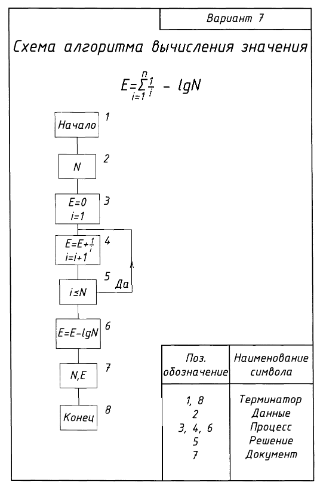 Вариант 7
Схема алгоритма вычисления значения
E=∑ 1/i - lgN
n
i=1
Начало 1
N 2
E=0 3
i=1
E=E+1/i 4
i=i+1
i≤N 5 Да
E=E-lgN 6
N,E 7
Конец 8
Поз. обозначение Наименование символа
1, 8 Терминатор
2 Данные
3, 4, 6 Процесс
5 Решение
7 Документ